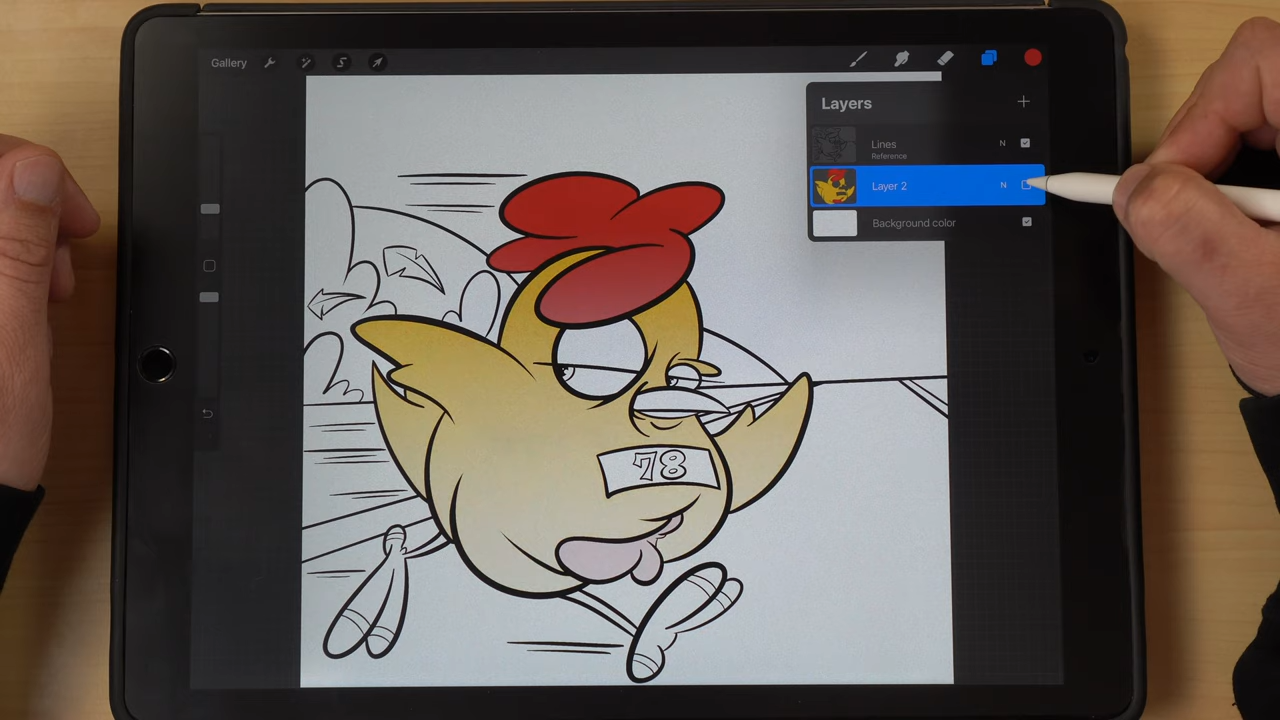 Gallery
Layers
Lines N
Reference
Layer 2 N
Background color
78